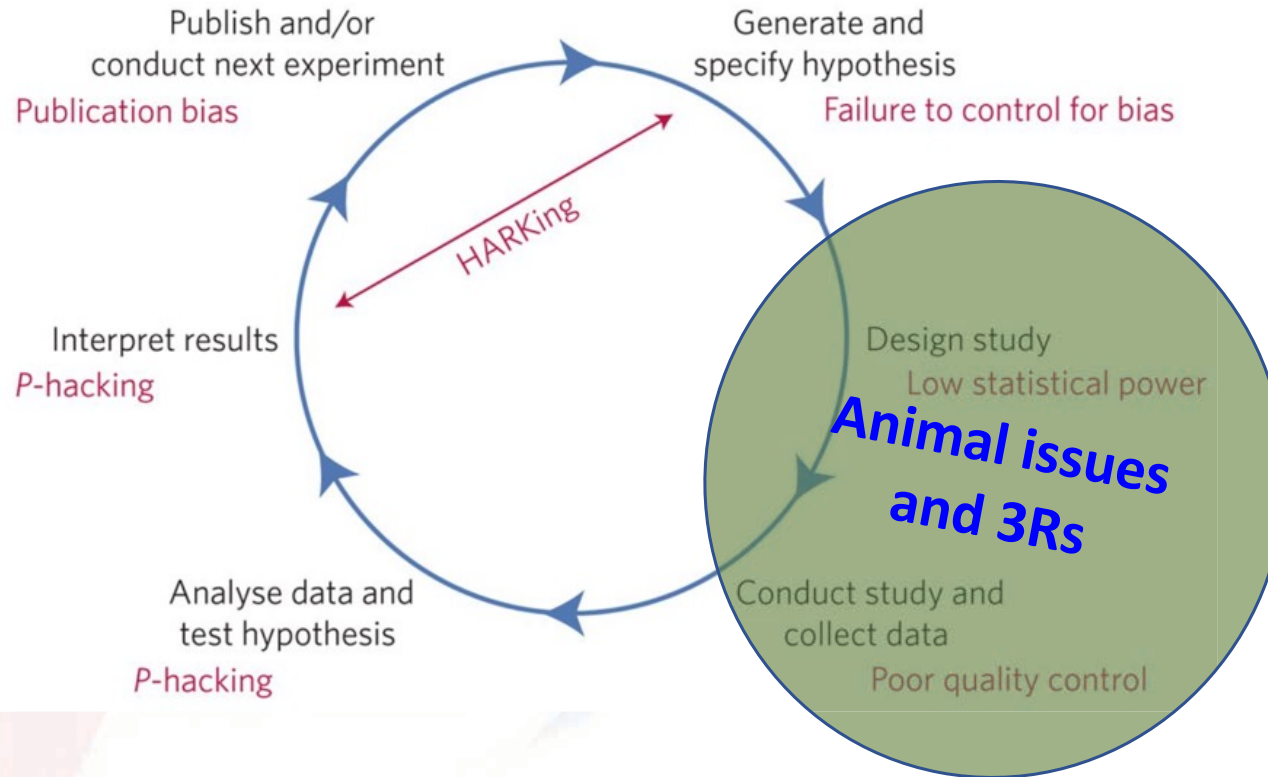 Publish and/or
conduct next experiment
Publication bias
Generate and
specify hypothesis
Failure to control for bias
HARKing
Interpret results
P-hacking
Design study
Low statistical power
Animal issues
and 3Rs
Analyse data and
test hypothesis
P-hacking
Conduct study and
collect data
Poor quality control